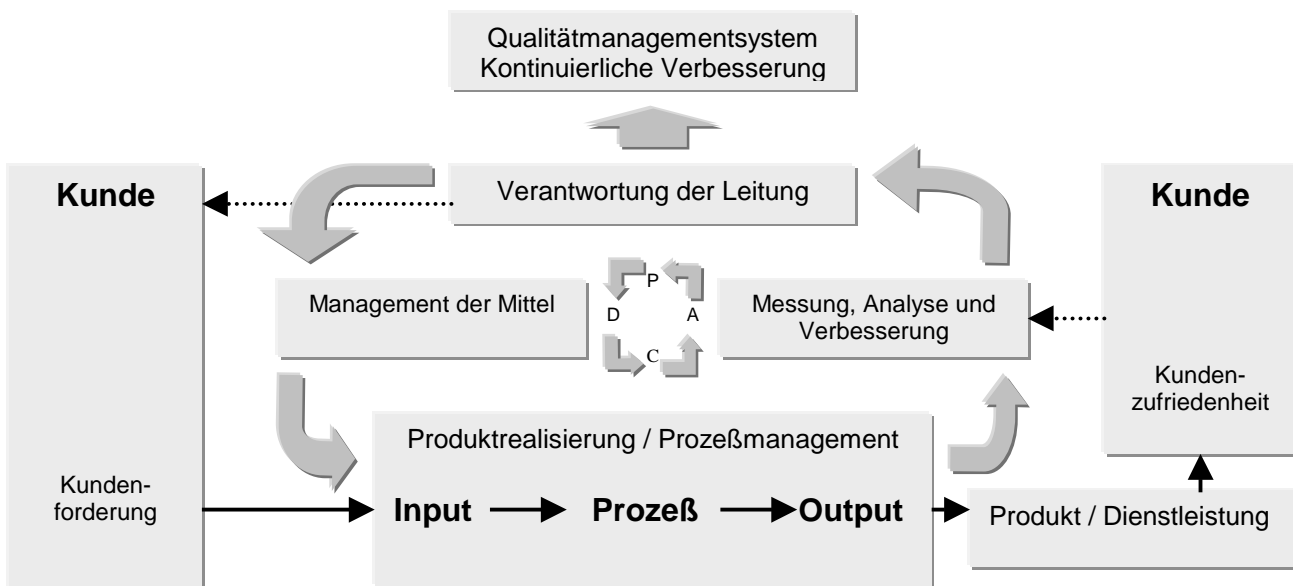 Qualitätmanagementsystem
Kontinuierliche Verbesserung
Kunde
Verantwortung der Leitung
Kunde
Management der Mittel
P
D
A
C
Messung, Analyse und
Verbesserung
Kunden-
zufriedenheit
Produktrealisierung / Prozeßmanagement
Kunden-
forderung
Input
Prozeß
Output
Produkt / Dienstleistung